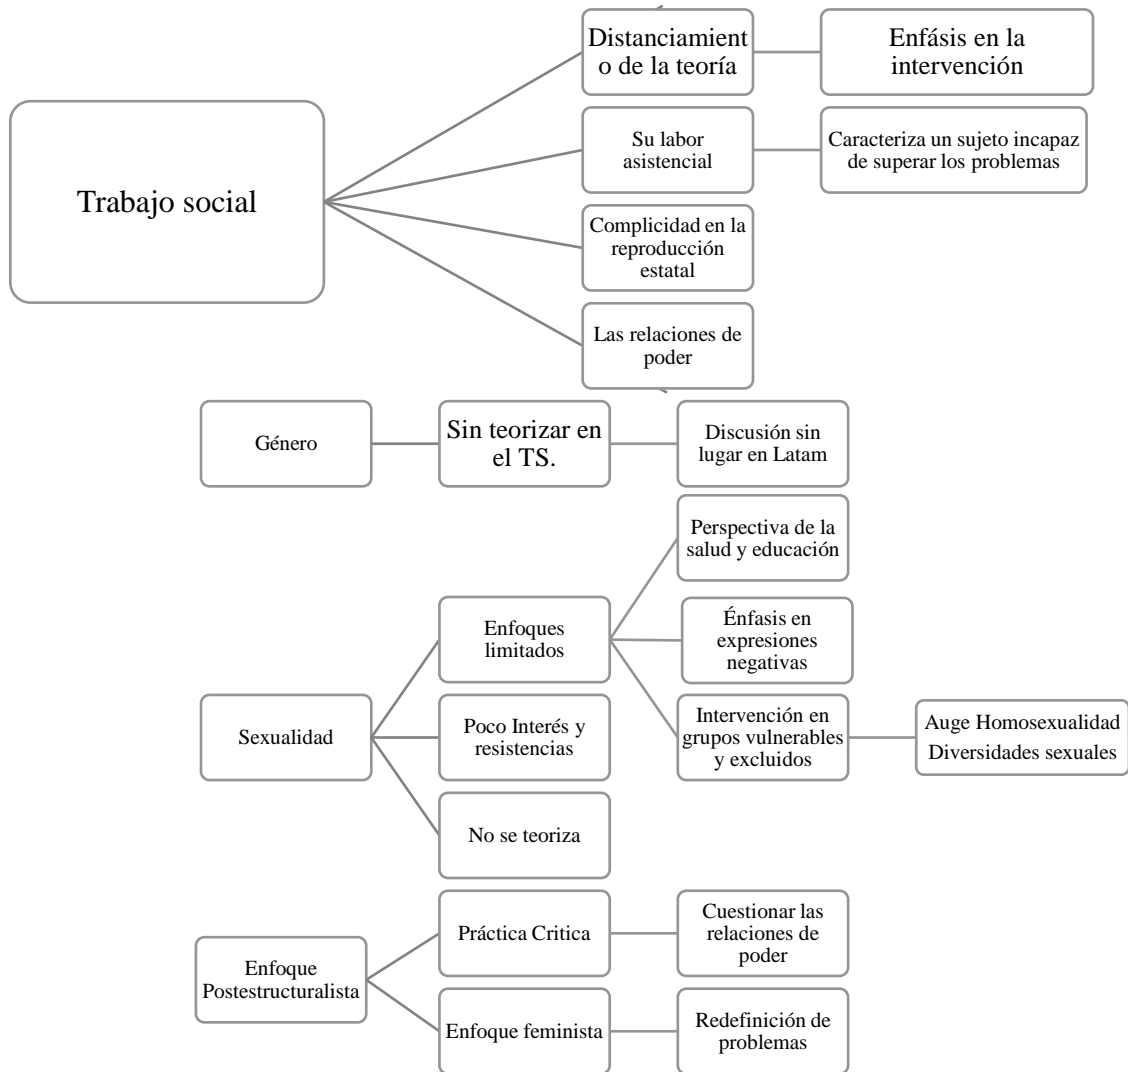 Distanciamient
o de la teoría
Enfásis en la
intervención
Trabajo social
Su labor
asistencial
Caracteriza un sujeto incapaz
de superar los problemas
Complicidad en la
reproducción
estatal
Las relaciones de
poder
Género
Sin teorizar en
el TS.
Discusión sin
lugar en Latam
Perspectiva de la
salud y educación
Enfoques
limitados
Énfasis en
expresiones
negativas
Sexualidad
Poco Interés y
resistencias
Intervención en
grupos vulnerables
y excluidos
Auge Homosexualidad
Diversidades sexuales
No se teoriza
Enfoque
Postestructuralista
Práctica Critica
Cuestionar las
relaciones de
poder
Enfoque feminista
Redefinición de
problemas